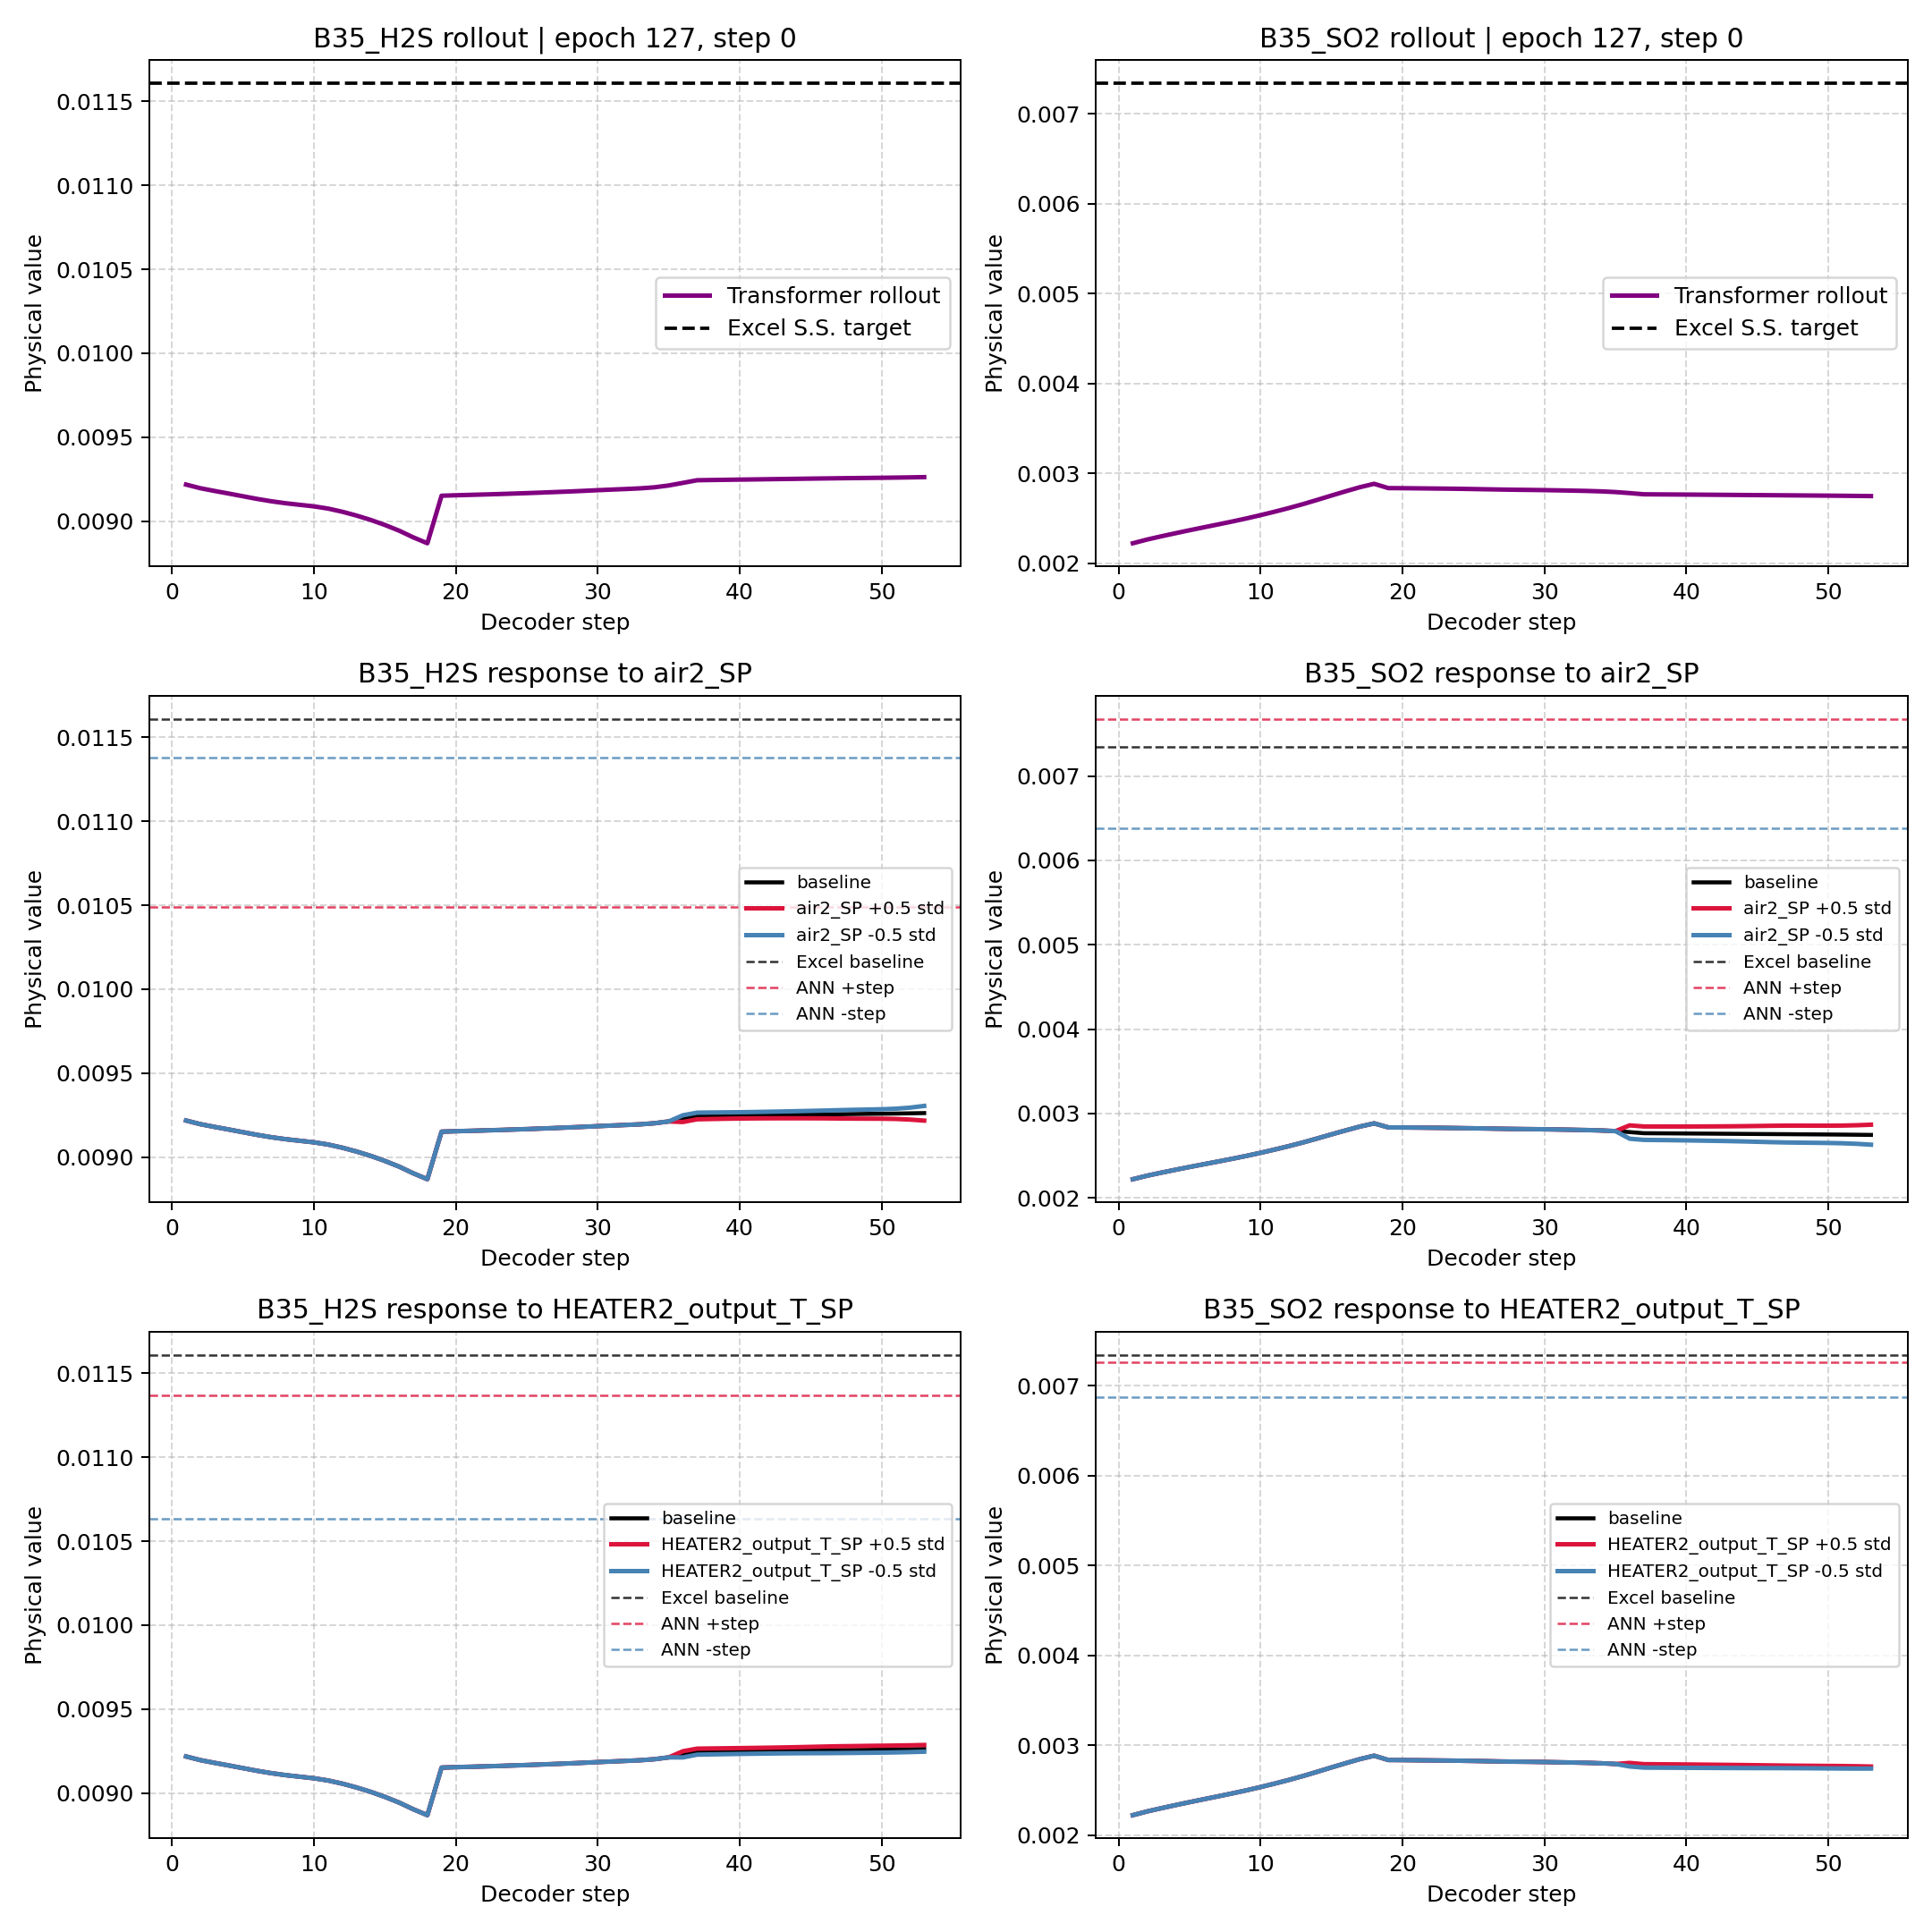 B35_H2S rollout | epoch 127, step 0
Physical value
0.0115
0.0110
0.0105
0.0100
0.0095
0.0090
Transformer rollout
Excel S.S. target
0 10 20 30 40 50
Decoder step
B35_SO2 rollout | epoch 127, step 0
Physical value
0.007
0.006
0.005
0.004
0.003
0.002
Transformer rollout
Excel S.S. target
0 10 20 30 40 50
Decoder step
B35_H2S response to air2_SP
Physical value
0.0115
0.0110
0.0105
0.0100
0.0095
0.0090
baseline
air2_SP +0.5 std
air2_SP -0.5 std
Excel baseline
ANN +step
ANN -step
0 10 20 30 40 50
Decoder step
B35_SO2 response to air2_SP
Physical value
0.007
0.006
0.005
0.004
0.003
0.002
baseline
air2_SP +0.5 std
air2_SP -0.5 std
Excel baseline
ANN +step
ANN -step
0 10 20 30 40 50
Decoder step
B35_H2S response to HEATER2_output_T_SP
Physical value
0.0115
0.0110
0.0105
0.0100
0.0095
0.0090
baseline
HEATER2_output_T_SP +0.5 std
HEATER2_output_T_SP -0.5 std
Excel baseline
ANN +step
ANN -step
0 10 20 30 40 50
Decoder step
B35_SO2 response to HEATER2_output_T_SP
Physical value
0.007
0.006
0.005
0.004
0.003
0.002
baseline
HEATER2_output_T_SP +0.5 std
HEATER2_output_T_SP -0.5 std
Excel baseline
ANN +step
ANN -step
0 10 20 30 40 50
Decoder step